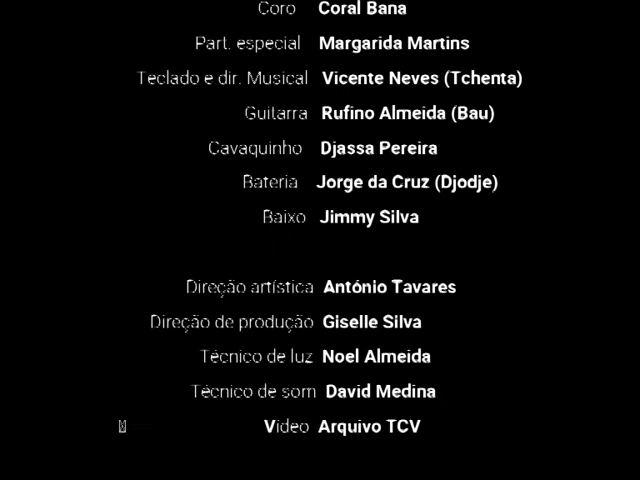 Coro Coral Bana
Part. especial Margarida Martins
Teclado e dir. Musical Vicente Neves (Tchenta)
Guitarra Rufino Almeida (Bau)
Cavaquinho Djassa Pereira
Bateria Jorge da Cruz (Djodje)
Baixo Jimmy Silva
Direção artística António Tavares
Direção de produção Giselle Silva
Técnico de luz Noel Almeida
Técnico de som David Medina
Vídeo Arquivo TCV